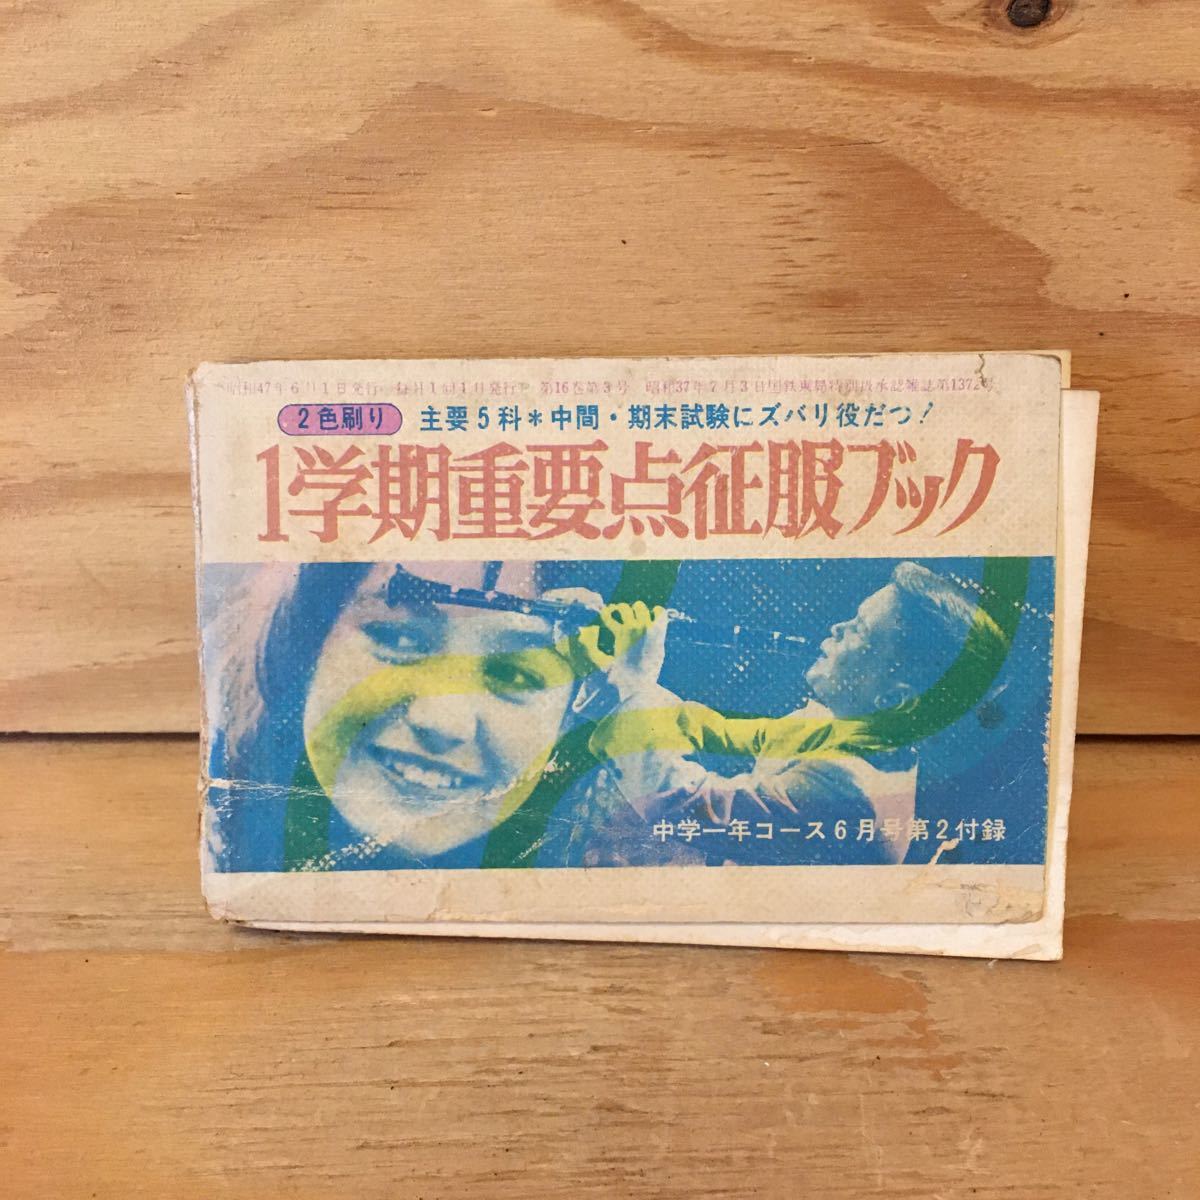 昭和47年6月1日発行 毎月1回1日発行 第16巻第3号 昭和37年7月3日国鉄東局特別扱承認雑誌第1372号
2色刷り 主要5科*中間・期末試験にズバリ役だつ!
1学期重要点征服ブック
中学一年コース6月号第2付録